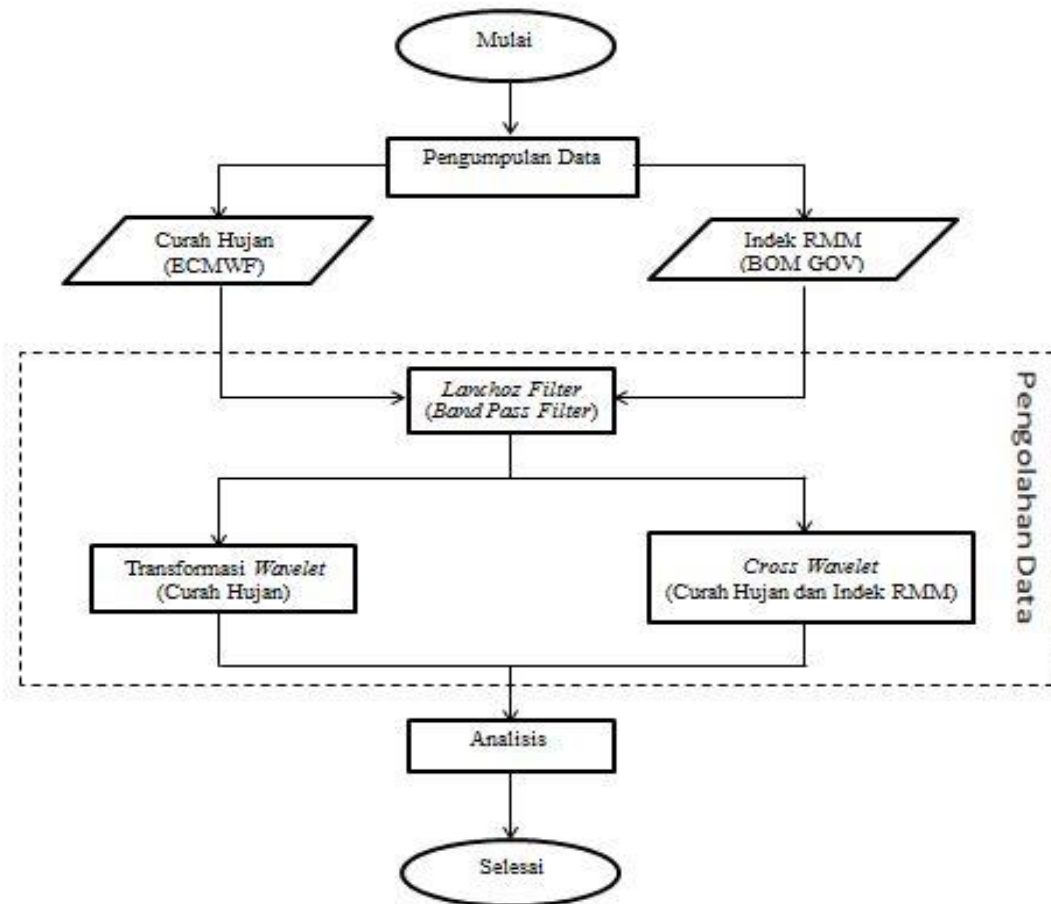 Mulai
Pengumpulan Data
Curah Hujan
(ECMWF)
Indek RMM
(BOM GOV)
Lanchoz Filter
(Band Pass Filter)
Pengolahan Data
Transformasi Wavelet
(Curah Hujan)
Cross Wavelet
(Curah Hujan dan Indek RMM)
Analisis
Selesai